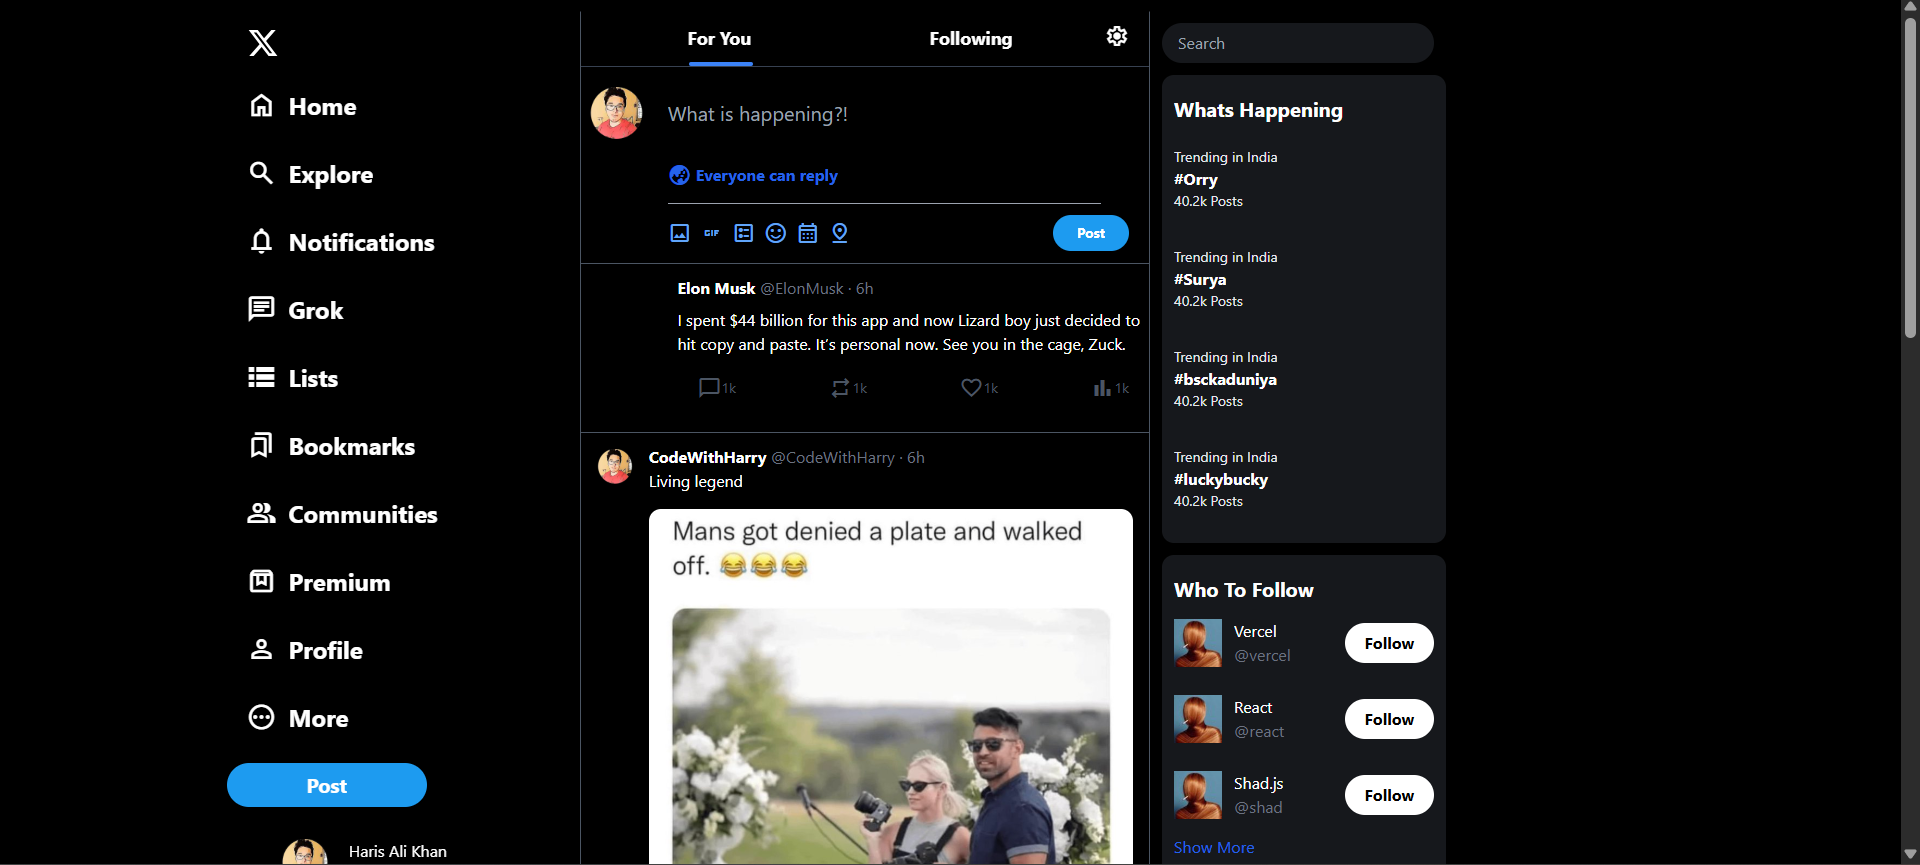 Home
Explore
Notifications
Grok
Lists
Bookmarks
Communities
Premium
Profile
More
Post
Haris Ali Khan
For You
Following
What is happening?!
Everyone can reply
GIF
Post
Elon Musk @ElonMusk · 6h
I spent $44 billion for this app and now Lizard boy just decided to
hit copy and paste. It’s personal now. See you in the cage, Zuck.
1k
1k
1k
1k
CodeWithHarry @CodeWithHarry · 6h
Living legend
Mans got denied a plate and walked
off. 😂😂😂
Search
Whats Happening
Trending in India
#Orry
40.2k Posts
Trending in India
#Surya
40.2k Posts
Trending in India
#bsckaduniya
40.2k Posts
Trending in India
#luckybucky
40.2k Posts
Who To Follow
Vercel
@vercel
Follow
React
@react
Follow
Shad.js
@shad
Follow
Show More